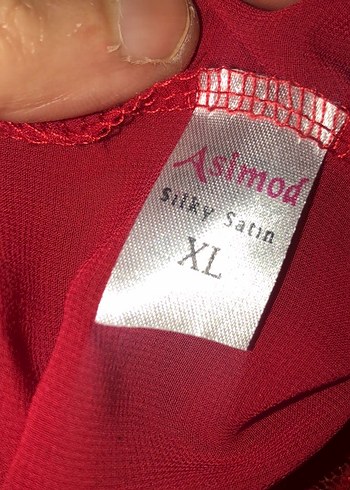 Asimod
Silky Satin
XL